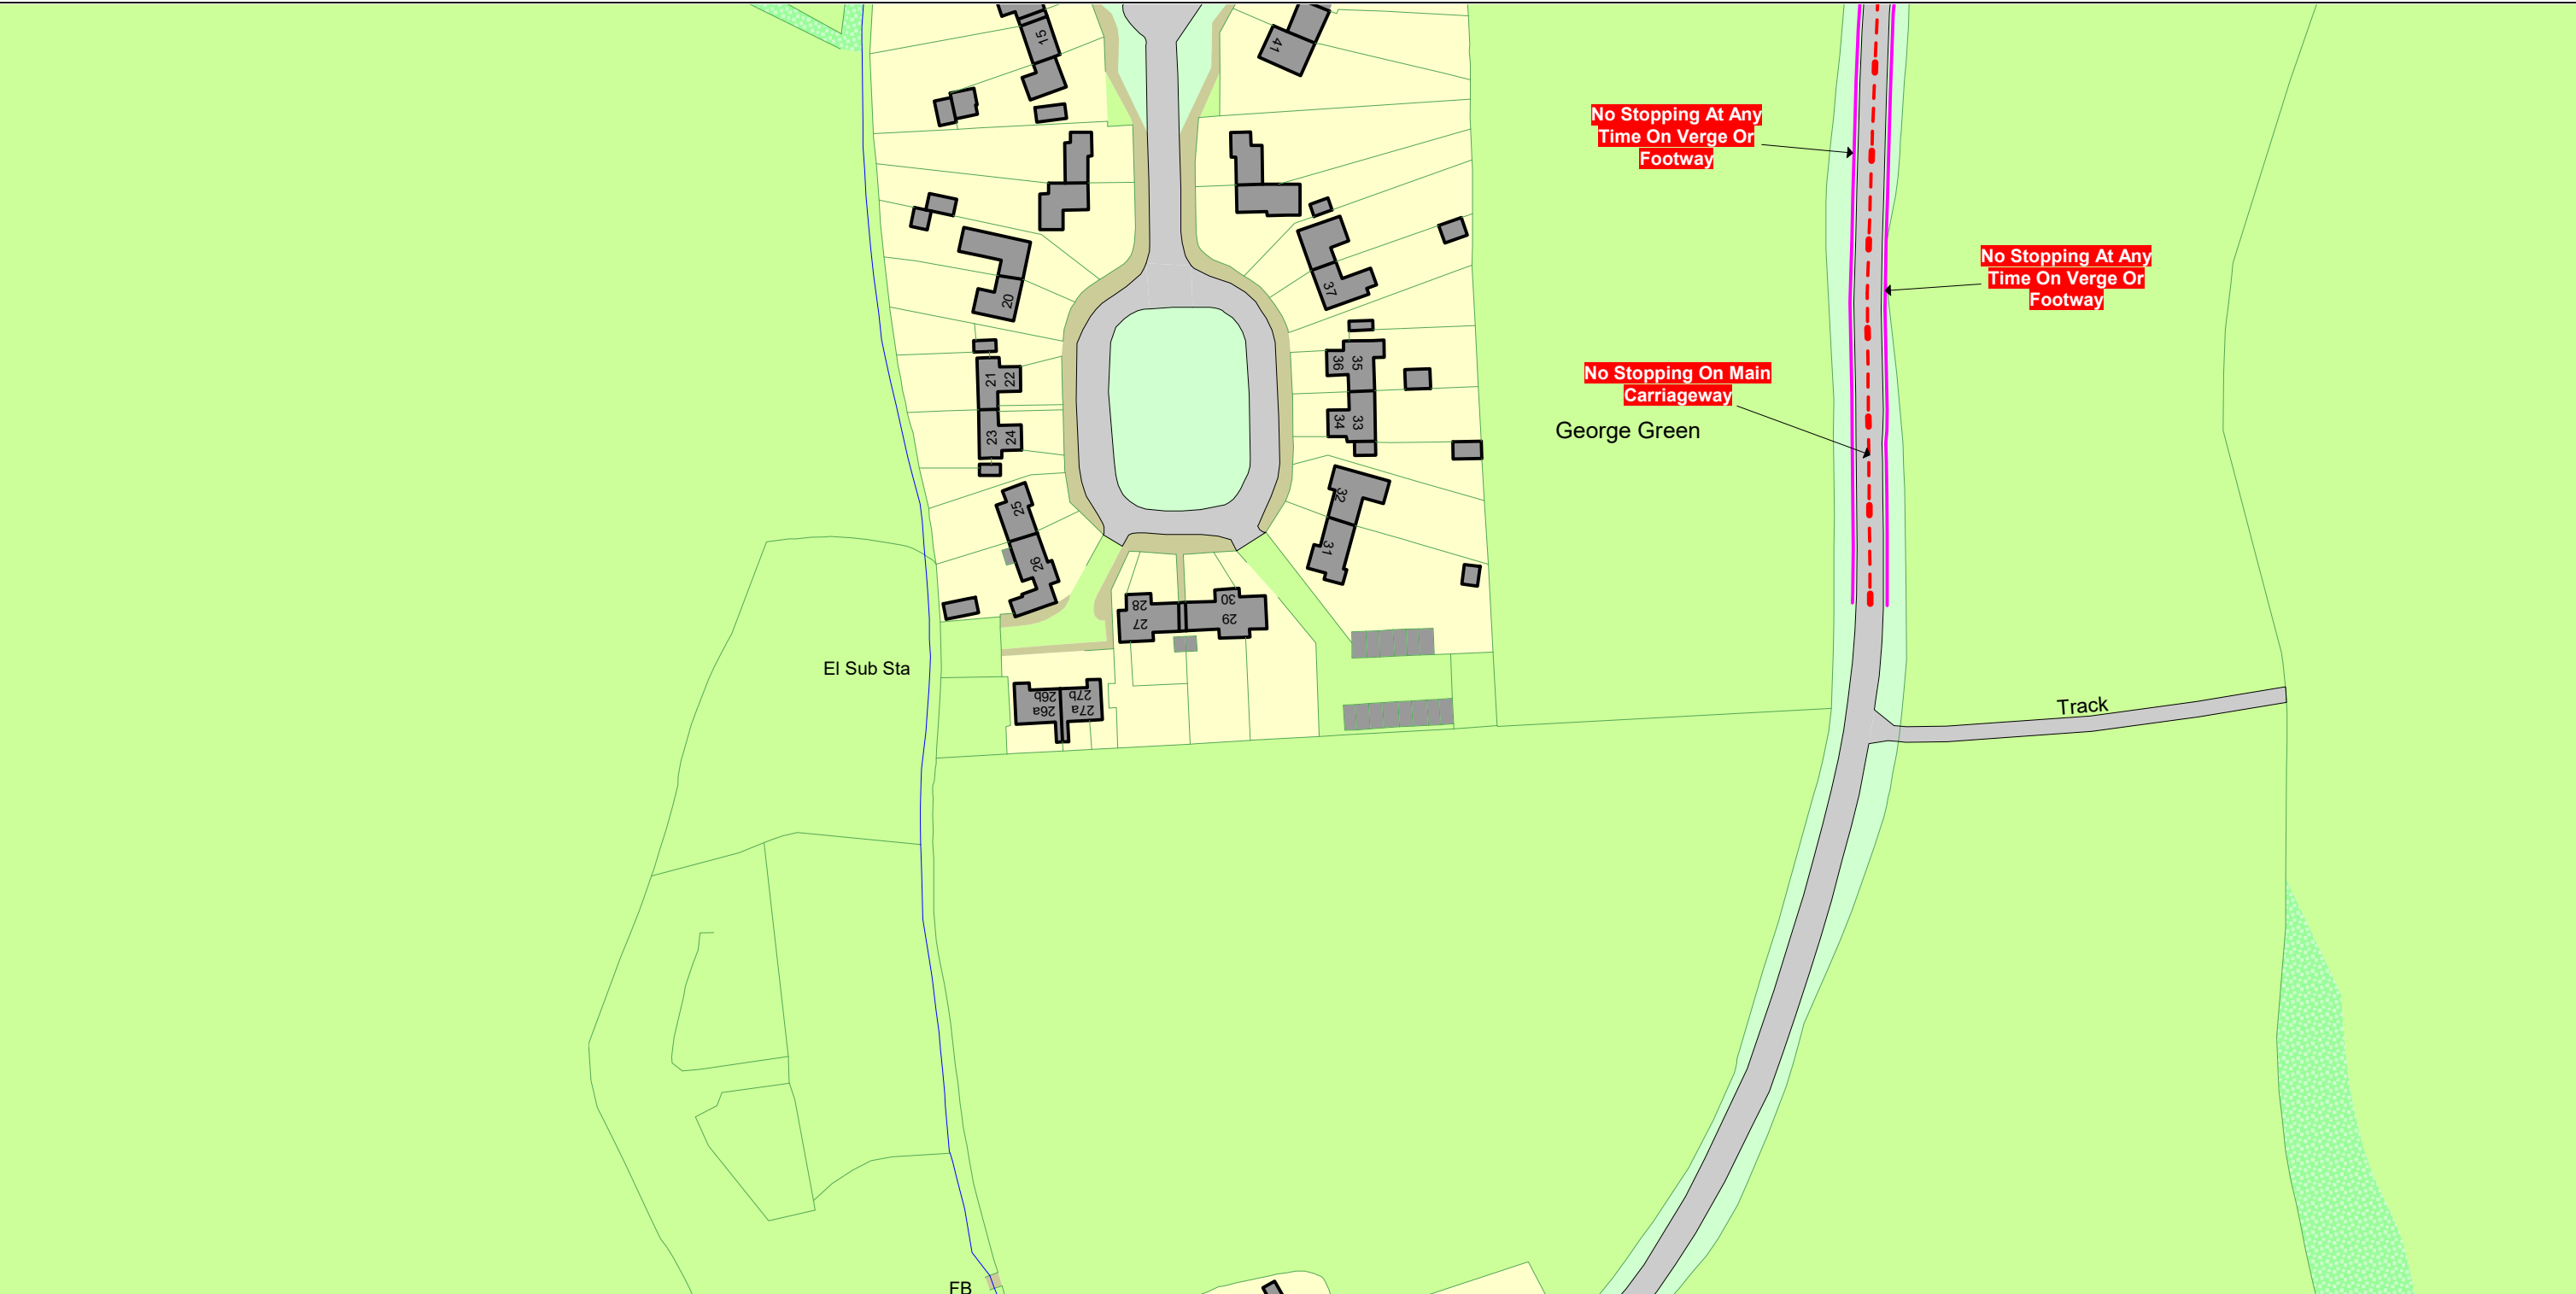 15
41
No Stopping At Any
Time On Verge Or
Footway
No Stopping At Any
Time On Verge Or
Footway
20
37
21
22
36
35
No Stopping On Main
Carriageway
23
24
34
33
George Green
25
32
26
31
28
27
30
29
El Sub Sta
26b
26a
27b
27a
Track
FB